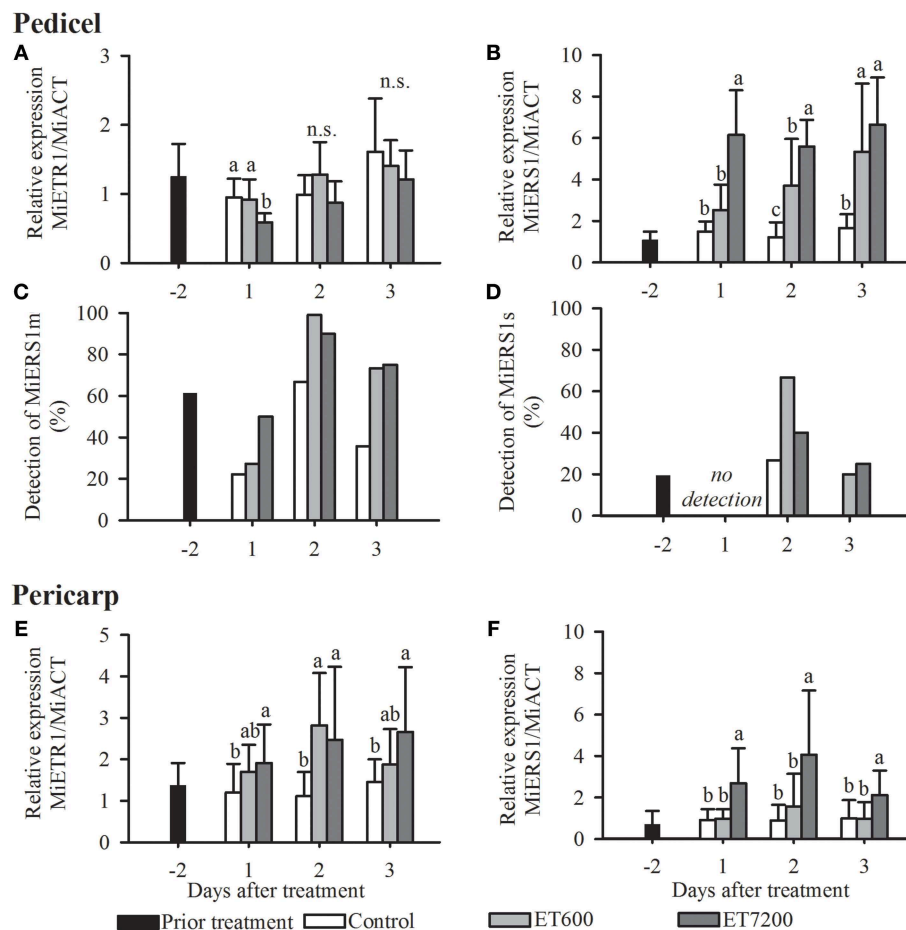 Pedicel
A
Relative expression
MiETR1/MiACT
3
2
1
0
a a
b
n.s.
n.s.
-2 1 2 3
B
Relative expression
MiERS1/MiACT
10
8
6
4
2
0
b
b
a
c
b
a
b
a
a
-2 1 2 3
C
Detection of MiERS1m
(%)
100
80
60
40
20
0
-2 1 2 3
D
Detection of MiERS1s
(%)
100
80
60
40
20
0
no
detection
-2 1 2 3
Pericarp
E
Relative expression
MiETR1/MiACT
5
4
3
2
1
0
b
ab
a
b
a
a
b
ab
a
-2 1 2 3
Days after treatment
F
Relative expression
MiERS1/MiACT
10
8
6
4
2
0
b b
a
b
b
a
b b
a
-2 1 2 3
Days after treatment
Prior treatment Control ET600 ET7200